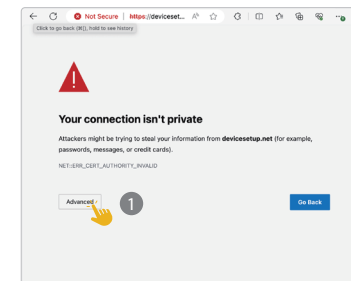 Not Secure | https://deviceset...
Click to go back (⌘[), hold to see history
Your connection isn't private
Attackers might be trying to steal your information from devicesetup.net (for example,
passwords, messages, or credit cards).
NET::ERR_CERT_AUTHORITY_INVALID
Advanced
1
Go Back